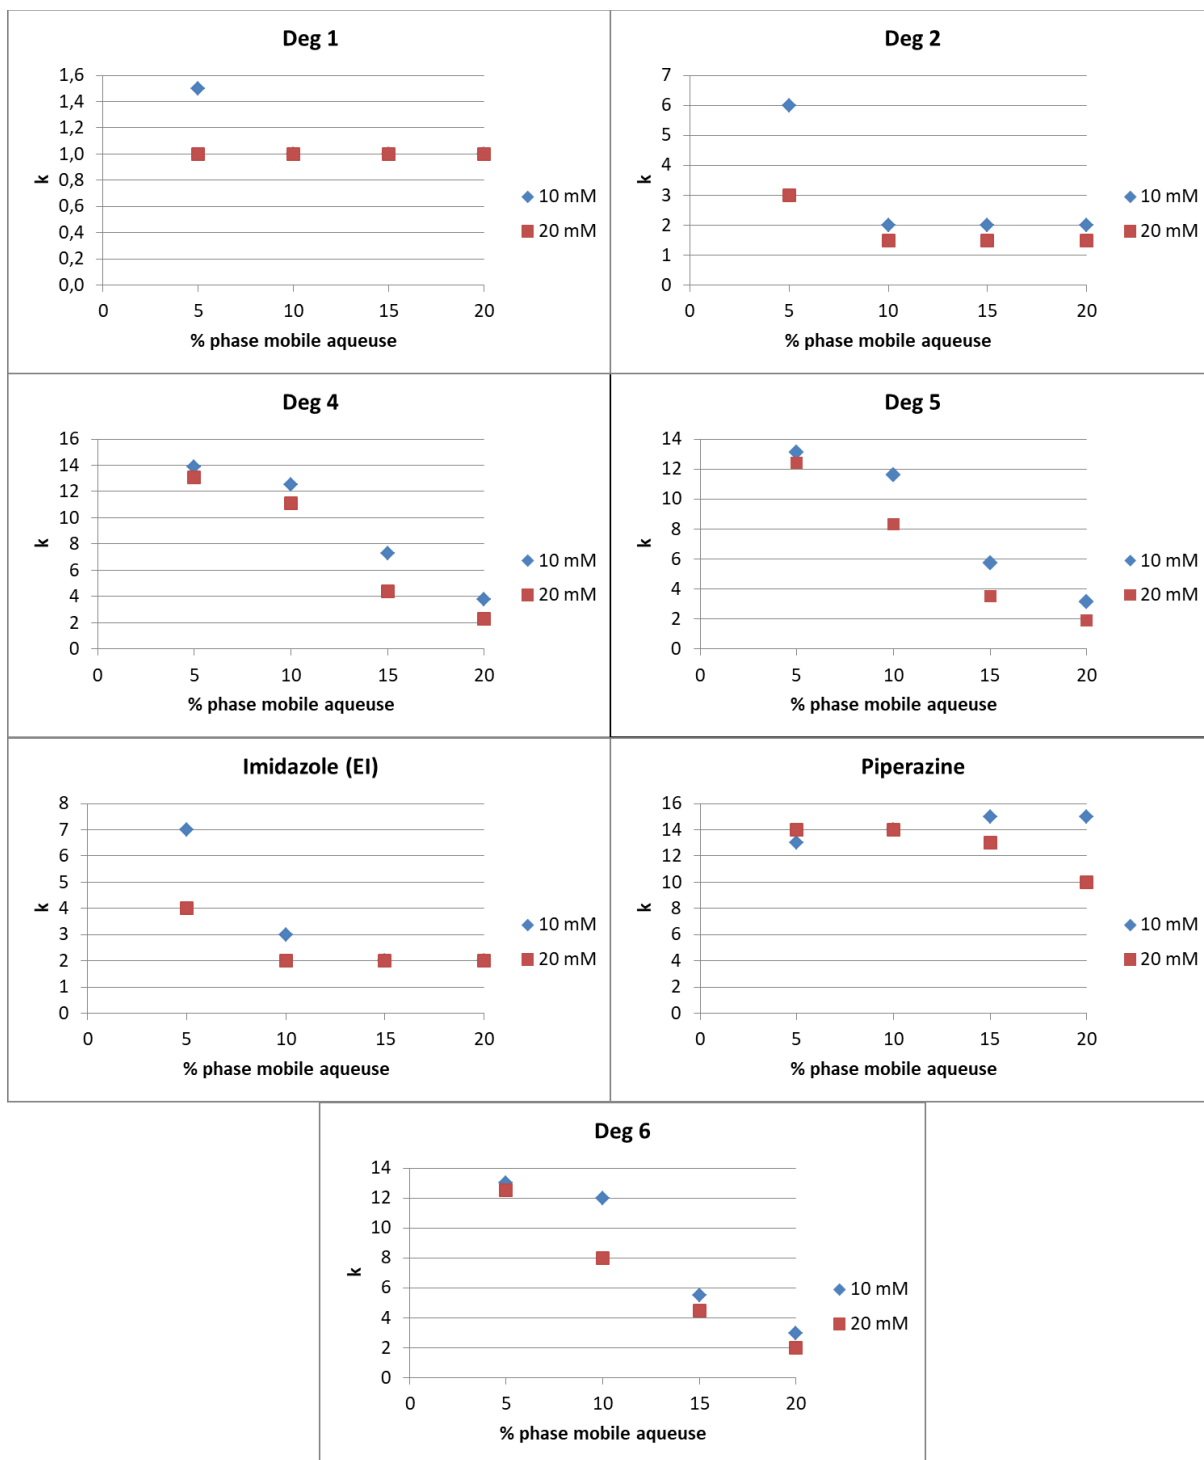 Deg 1
1,6
1,4
1,2
1,0
0,8
0,6
0,4
0,2
0,0
k
0 5 10 15 20
% phase mobile aqueuse
10 mM
20 mM
Deg 2
7
6
5
4
3
2
1
0
k
0 5 10 15 20
% phase mobile aqueuse
10 mM
20 mM
Deg 4
16
14
12
10
8
6
4
2
0
k
0 5 10 15 20
% phase mobile aqueuse
10 mM
20 mM
Deg 5
14
12
10
8
6
4
2
0
k
0 5 10 15 20
% phase mobile aqueuse
10 mM
20 mM
Imidazole (EI)
8
7
6
5
4
3
2
1
0
k
0 5 10 15 20
% phase mobile aqueuse
10 mM
20 mM
Piperazine
16
14
12
10
8
6
4
2
0
k
0 5 10 15 20
% phase mobile aqueuse
10 mM
20 mM
Deg 6
14
12
10
8
6
4
2
0
k
0 5 10 15 20
% phase mobile aqueuse
10 mM
20 mM